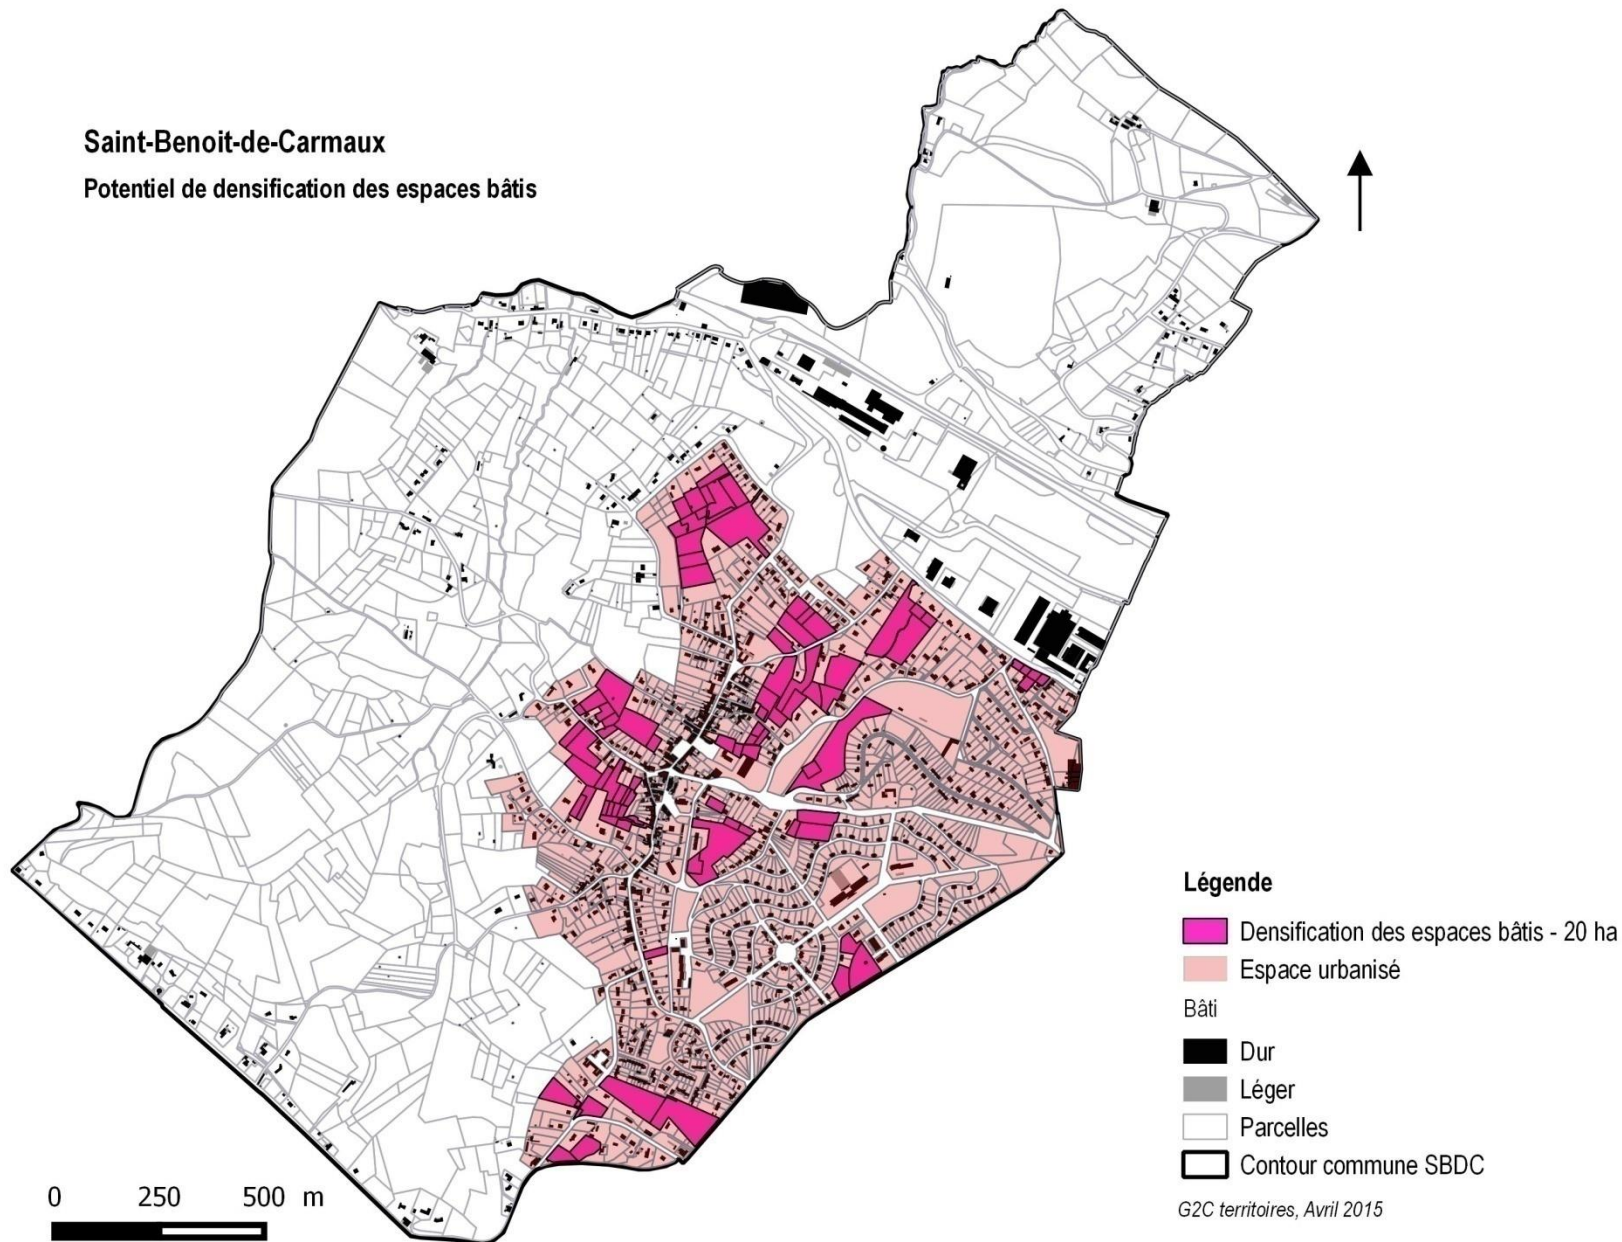 Saint-Benoit-de-Carmaux
Potentiel de densification des espaces bâtis
Légende
Densification des espaces bâtis - 20 ha
Espace urbanisé
Bâti
Dur
Léger
Parcelles
Contour commune SBDC
G2C territoires, Avril 2015
0 250 500 m